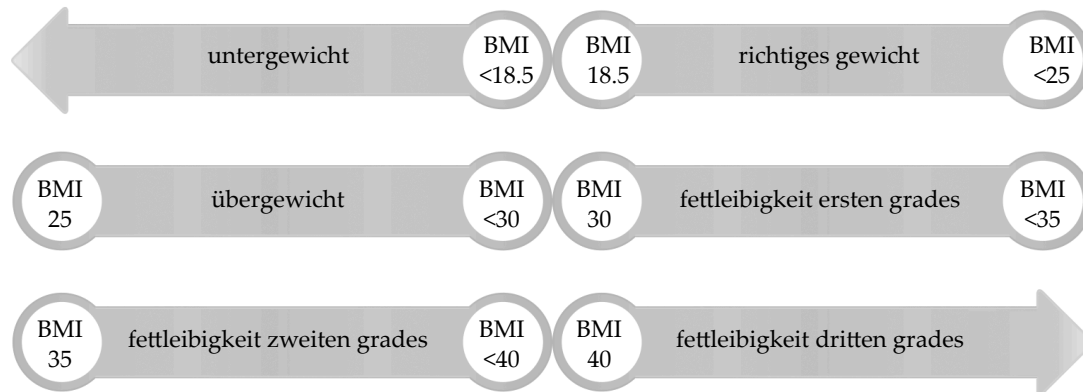 untergewicht
BMI
<18.5
BMI
18.5
richtiges gewicht
BMI
<25
BMI
25
übergewicht
BMI
<30
BMI
30
fettleibigkeit ersten grades
BMI
<35
BMI
35
fettleibigkeit zweiten grades
BMI
<40
BMI
40
fettleibigkeit dritten grades